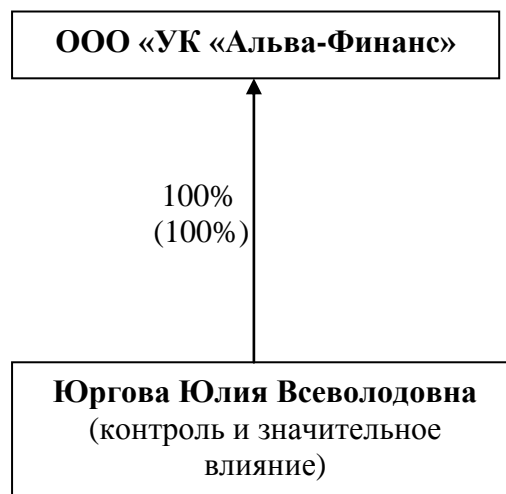 ООО «УК «Альва-Финанс»
100%
(100%)
Юргова Юлия Всеволодовна
(контроль и значительное
влияние)